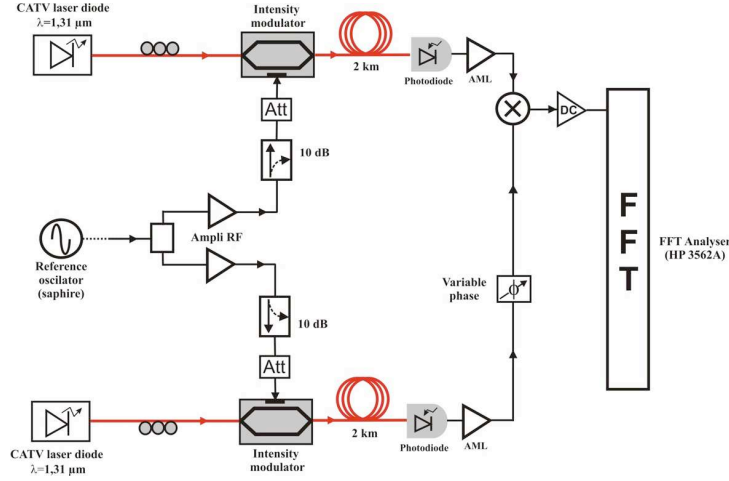 CATV laser diode
λ=1,31 µm
Intensity
modulator
2 km
Photodiode
AML
Att
10 dB
DC
Ampli RF
Reference
oscilator
(saphire)
FFT
FFT Analyser
(HP 3562A)
Variable
phase
ϕ
10 dB
Att
2 km
Photodiode
AML
Intensity
modulator
CATV laser diode
λ=1,31 µm